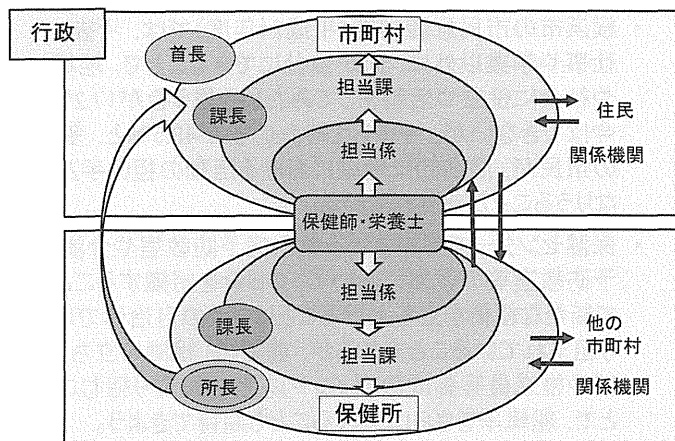 行政
首長
市町村
担当課
課長
担当係
住民
関係機関
保健師・栄養士
担当係
課長
担当課
所長
保健所
他の
市町村
関係機関